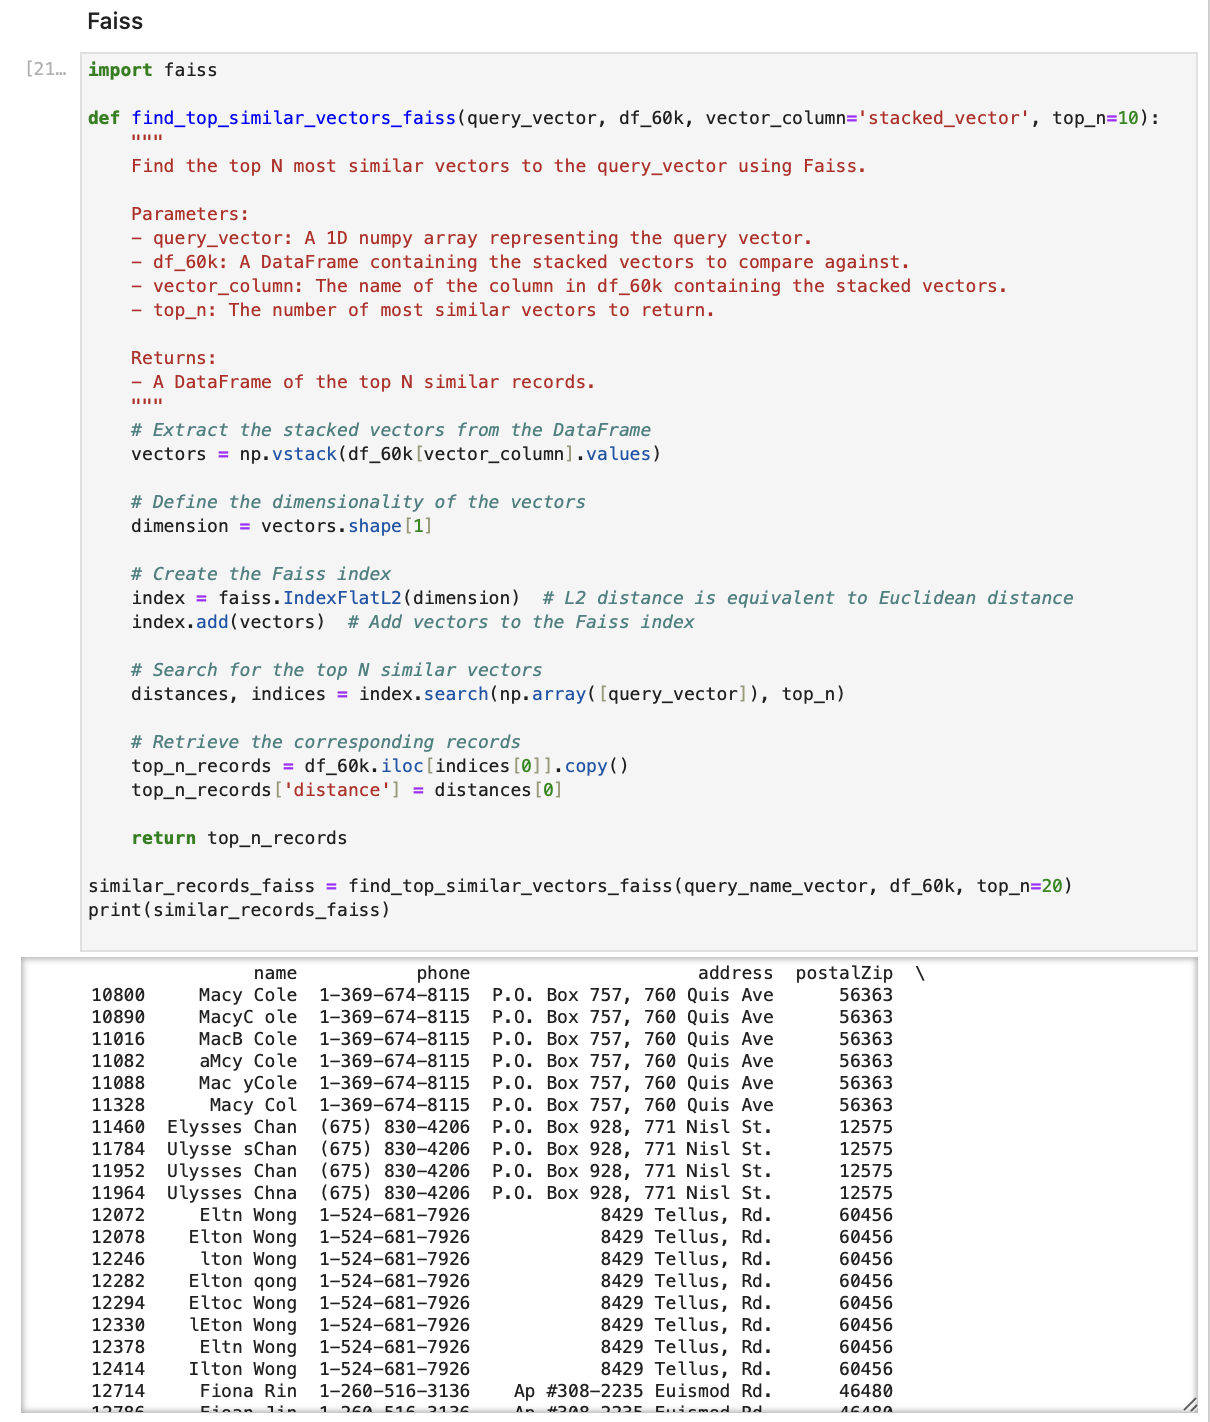 Faiss
[21…
import faiss
def find_top_similar_vectors_faiss(query_vector, df_60k, vector_column='stacked_vector', top_n=10):
    """
    Find the top N most similar vectors to the query_vector using Faiss.
    Parameters:
    - query_vector: A 1D numpy array representing the query vector.
    - df_60k: A DataFrame containing the stacked vectors to compare against.
    - vector_column: The name of the column in df_60k containing the stacked vectors.
    - top_n: The number of most similar vectors to return.
    Returns:
    - A DataFrame of the top N similar records.
    """
    # Extract the stacked vectors from the DataFrame
    vectors = np.vstack(df_60k[vector_column].values)
    # Define the dimensionality of the vectors
    dimension = vectors.shape[1]
    # Create the Faiss index
    index = faiss.IndexFlatL2(dimension)  # L2 distance is equivalent to Euclidean distance
    index.add(vectors)  # Add vectors to the Faiss index
    # Search for the top N similar vectors
    distances, indices = index.search(np.array([query_vector]), top_n)
    # Retrieve the corresponding records
    top_n_records = df_60k.iloc[indices[0]].copy()
    top_n_records['distance'] = distances[0]
    return top_n_records
similar_records_faiss = find_top_similar_vectors_faiss(query_name_vector, df_60k, top_n=20)
print(similar_records_faiss)
name phone address postalZip \
10800 Macy Cole 1-369-674-8115 P.O. Box 757, 760 Quis Ave 56363
10890 MacyC ole 1-369-674-8115 P.O. Box 757, 760 Quis Ave 56363
11016 MacB Cole 1-369-674-8115 P.O. Box 757, 760 Quis Ave 56363
11082 aMcy Cole 1-369-674-8115 P.O. Box 757, 760 Quis Ave 56363
11088 Mac yCole 1-369-674-8115 P.O. Box 757, 760 Quis Ave 56363
11328 Macy Col 1-369-674-8115 P.O. Box 757, 760 Quis Ave 56363
11460 Elysses Chan (675) 830-4206 P.O. Box 928, 771 Nisl St. 12575
11784 Ulysse sChan (675) 830-4206 P.O. Box 928, 771 Nisl St. 12575
11952 Ulysses Chan (675) 830-4206 P.O. Box 928, 771 Nisl St. 12575
11964 Ulysses Chna (675) 830-4206 P.O. Box 928, 771 Nisl St. 12575
12072 Eltn Wong 1-524-681-7926 8429 Tellus, Rd. 60456
12078 Elton Wong 1-524-681-7926 8429 Tellus, Rd. 60456
12246 lton Wong 1-524-681-7926 8429 Tellus, Rd. 60456
12282 Elton qong 1-524-681-7926 8429 Tellus, Rd. 60456
12294 Eltoc Wong 1-524-681-7926 8429 Tellus, Rd. 60456
12330 lEton Wong 1-524-681-7926 8429 Tellus, Rd. 60456
12378 Eltn Wong 1-524-681-7926 8429 Tellus, Rd. 60456
12414 Ilton Wong 1-524-681-7926 8429 Tellus, Rd. 60456
12714 Fiona Rin 1-260-516-3136 Ap #308-2235 Euismod Rd. 46480